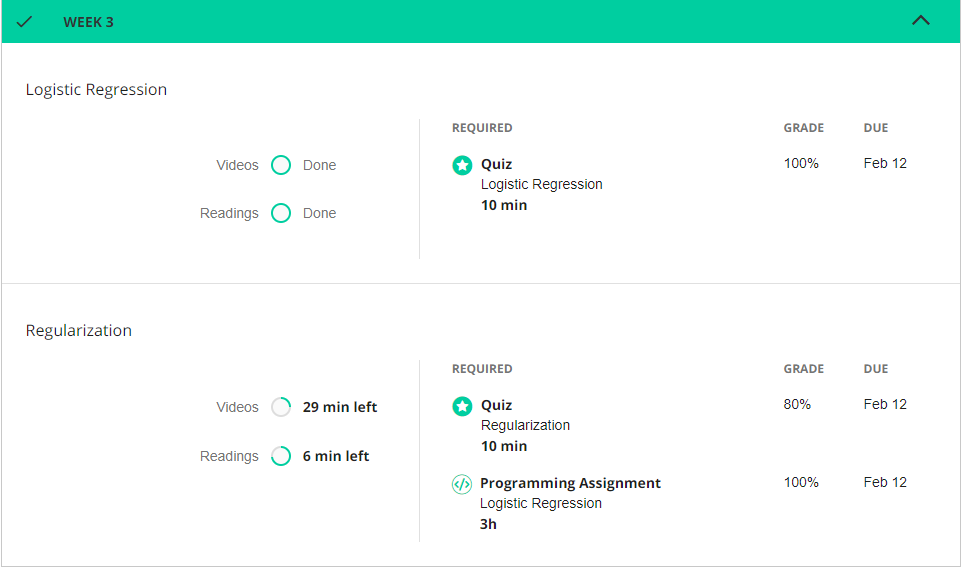 WEEK 3
Logistic Regression
REQUIRED GRADE DUE
Videos Done
Quiz 100% Feb 12
Logistic Regression
10 min
Readings Done
Regularization
REQUIRED GRADE DUE
Videos 29 min left
Quiz 80% Feb 12
Regularization
10 min
Readings 6 min left
</> Programming Assignment 100% Feb 12
Logistic Regression
3h